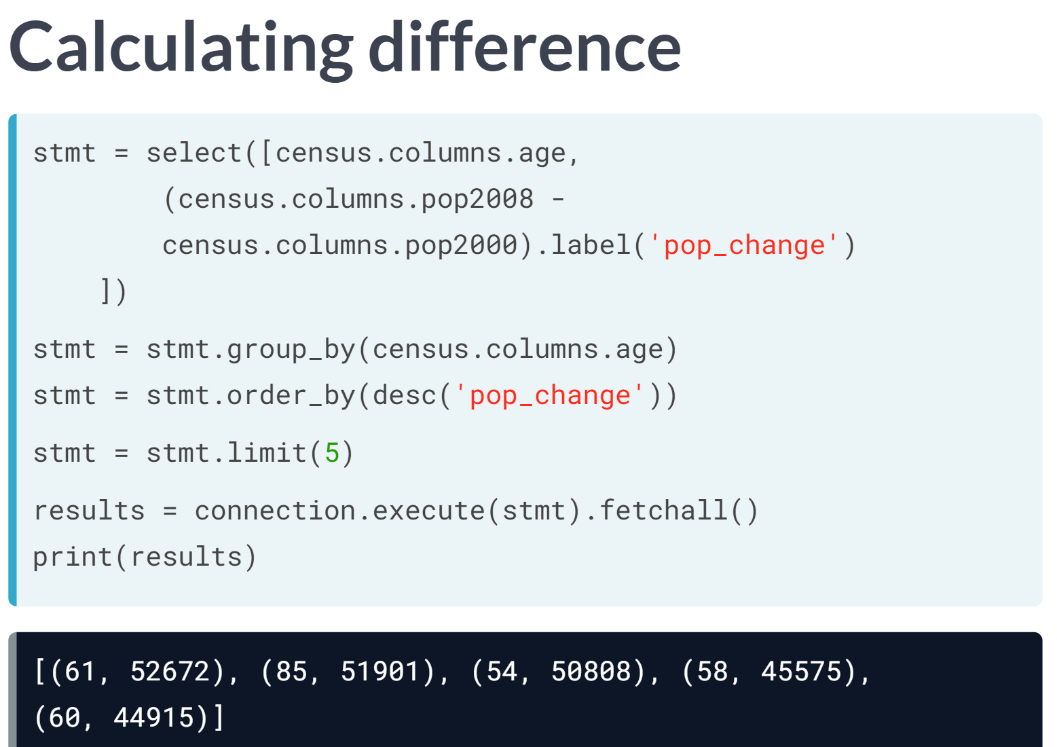 Calculating difference
stmt = select([census.columns.age,
        (census.columns.pop2008 -
        census.columns.pop2000).label('pop_change')
    ])
stmt = stmt.group_by(census.columns.age)
stmt = stmt.order_by(desc('pop_change'))
stmt = stmt.limit(5)
results = connection.execute(stmt).fetchall()
print(results)
[(61, 52672), (85, 51901), (54, 50808), (58, 45575),
(60, 44915)]